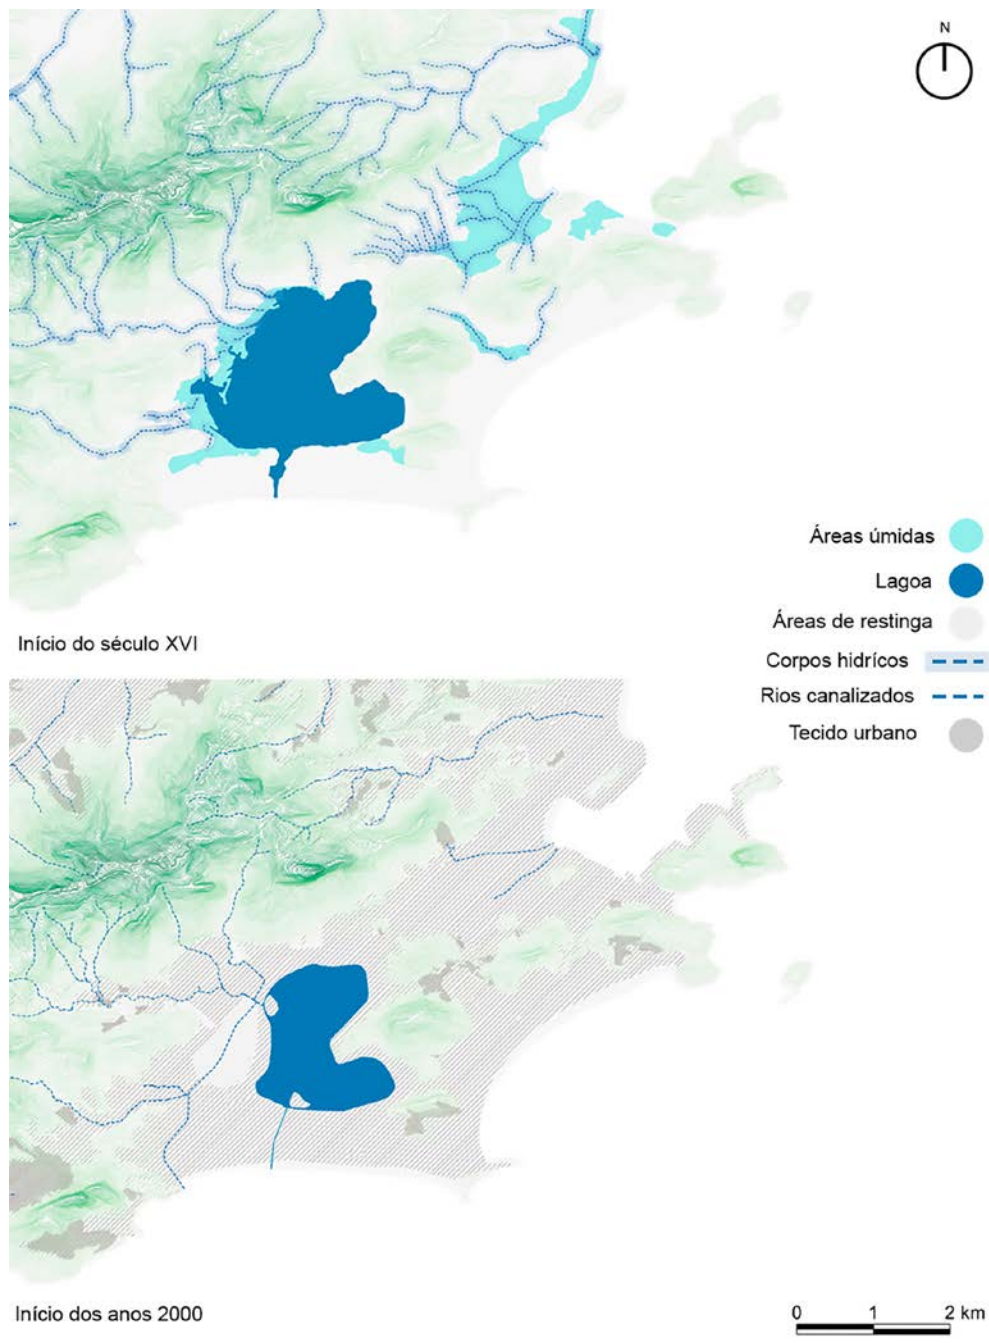 N
Áreas úmidas
Lagoa
Áreas de restinga
Corpos hidrícos
Rios canalizados
Tecido urbano
Início do século XVI
Início dos anos 2000
0 1 2 km